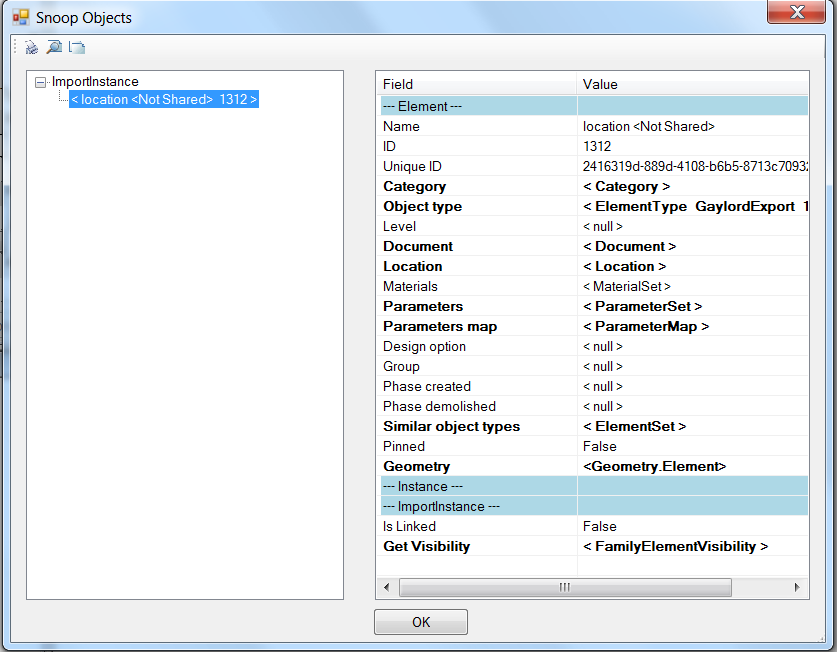 Snoop Objects
ImportInstance
< location <Not Shared> 1312 >
Field Value
--- Element ---
Name location <Not Shared>
ID 1312
Unique ID 2416319d-889d-4108-b6b5-8713c70932
Category < Category >
Object type < ElementType GaylordExport 1
Level < null >
Document < Document >
Location < Location >
Materials < MaterialSet >
Parameters < ParameterSet >
Parameters map < ParameterMap >
Design option < null >
Group < null >
Phase created < null >
Phase demolished < null >
Similar object types < ElementSet >
Pinned False
Geometry <Geometry.Element>
--- Instance ---
--- ImportInstance ---
Is Linked False
Get Visibility < FamilyElementVisibility >
OK